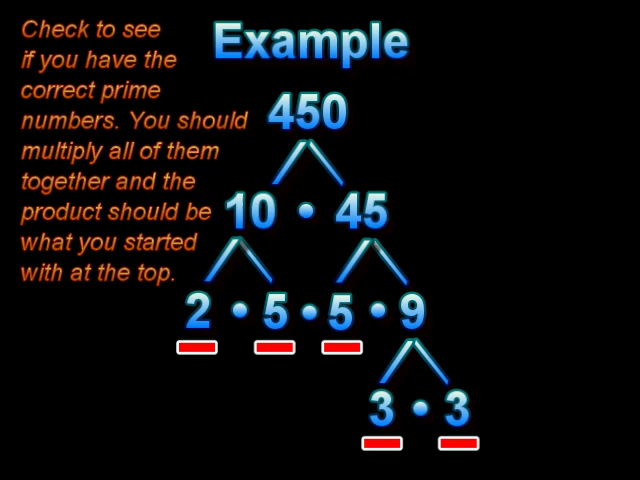 Example
Check to see
if you have the
correct prime
numbers. You should
multiply all of them
together and the
product should be
what you started
with at the top.
450
10 • 45
2 • 5 • 5 • 9
3 • 3